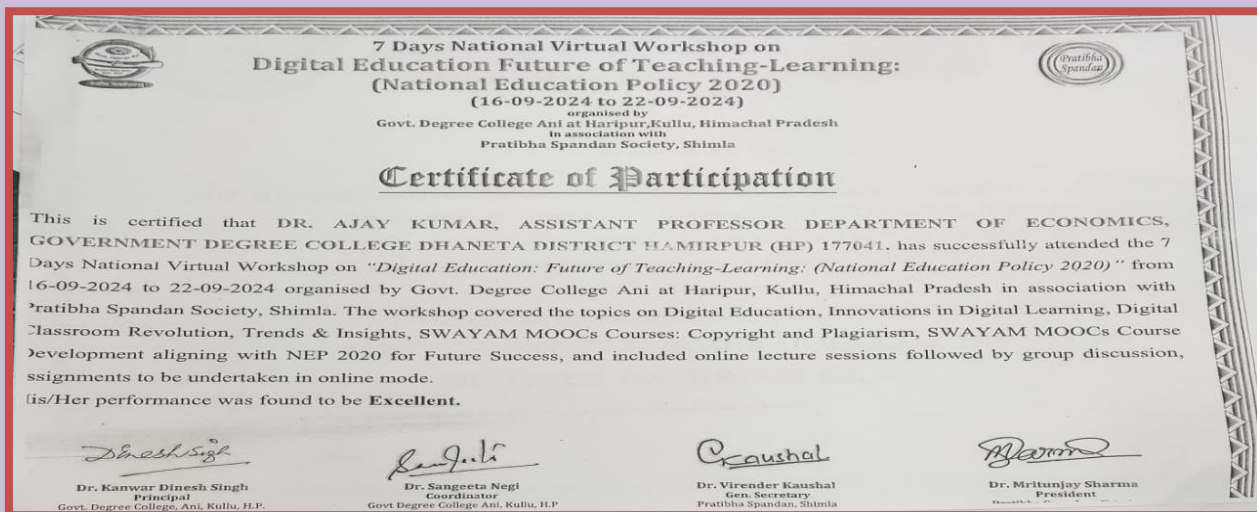 7 Days National Virtual Workshop on
Digital Education Future of Teaching-Learning:
(National Education Policy 2020)
(16-09-2024 to 22-09-2024)
organised by
Govt. Degree College Ani at Haripur,Kullu, Himachal Pradesh
in association with
Pratibha Spandan Society, Shimla
Pratibha
Spandan
Certificate of Participation
This is certified that DR. AJAY KUMAR, ASSISTANT PROFESSOR DEPARTMENT OF ECONOMICS,
GOVERNMENT DEGREE COLLEGE DHANETA DISTRICT HAMIRPUR (HP) 177041. has successfully attended the 7
Days National Virtual Workshop on "Digital Education: Future of Teaching-Learning: (National Education Policy 2020)" from
16-09-2024 to 22-09-2024 organised by Govt. Degree College Ani at Haripur, Kullu, Himachal Pradesh in association with
Pratibha Spandan Society, Shimla. The workshop covered the topics on Digital Education, Innovations in Digital Learning, Digital
Classroom Revolution, Trends & Insights, SWAYAM MOOCs Courses: Copyright and Plagiarism, SWAYAM MOOCs Course
Development aligning with NEP 2020 for Future Success, and included online lecture sessions followed by group discussion,
ssignments to be undertaken in online mode.
is/Her performance was found to be Excellent.
Dinesh Singh
Ckaushal
Dr. Kanwar Dinesh Singh
Principal
Govt. Degree College, Ani, Kullu, H.P.
Dr. Sangeeta Negi
Coordinator
Govt Degree College Ani, Kullu, H.P
Dr. Virender Kaushal
Gen. Secretary
Pratibha Spandan, Shimla
Dr. Mritunjay Sharma
President